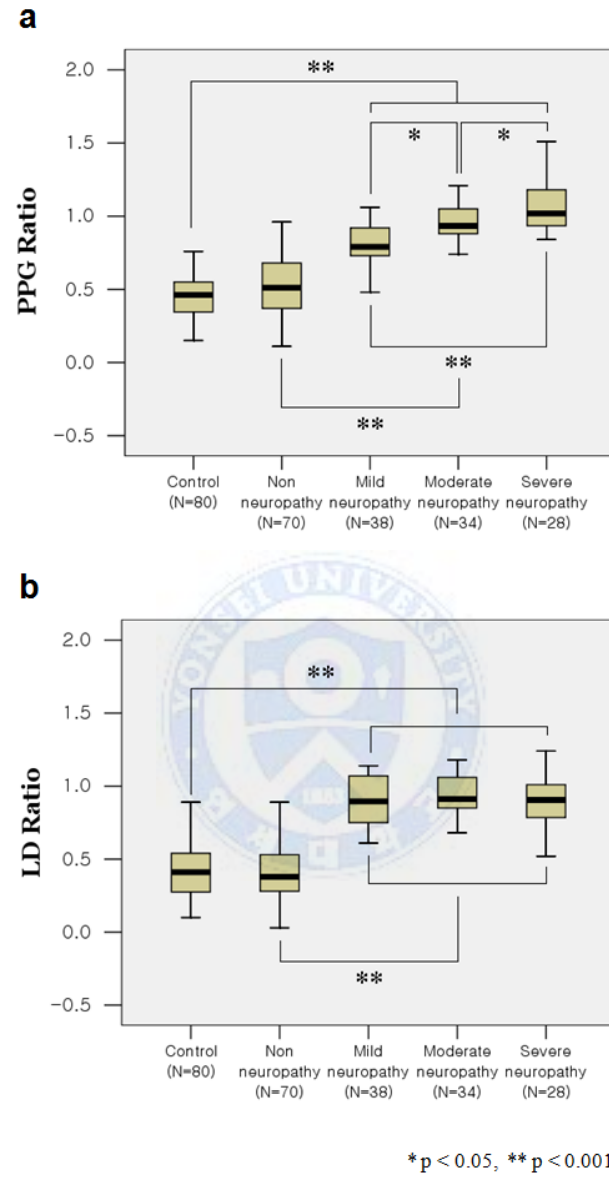 a
2.0
1.5
1.0
0.5
0.0
−0.5
PPG Ratio
**
*
*
**
**
Control
(N=80)
Non
neuropathy
(N=70)
Mild
neuropathy
(N=38)
Moderate
neuropathy
(N=34)
Severe
neuropathy
(N=28)
b
YONSEI UNIVERSITY
2.0
1.5
1.0
0.5
0.0
−0.5
LD Ratio
**
**
1885
Control
(N=80)
Non
neuropathy
(N=70)
Mild
neuropathy
(N=38)
Moderate
neuropathy
(N=34)
Severe
neuropathy
(N=28)
* p < 0.05, ** p < 0.001